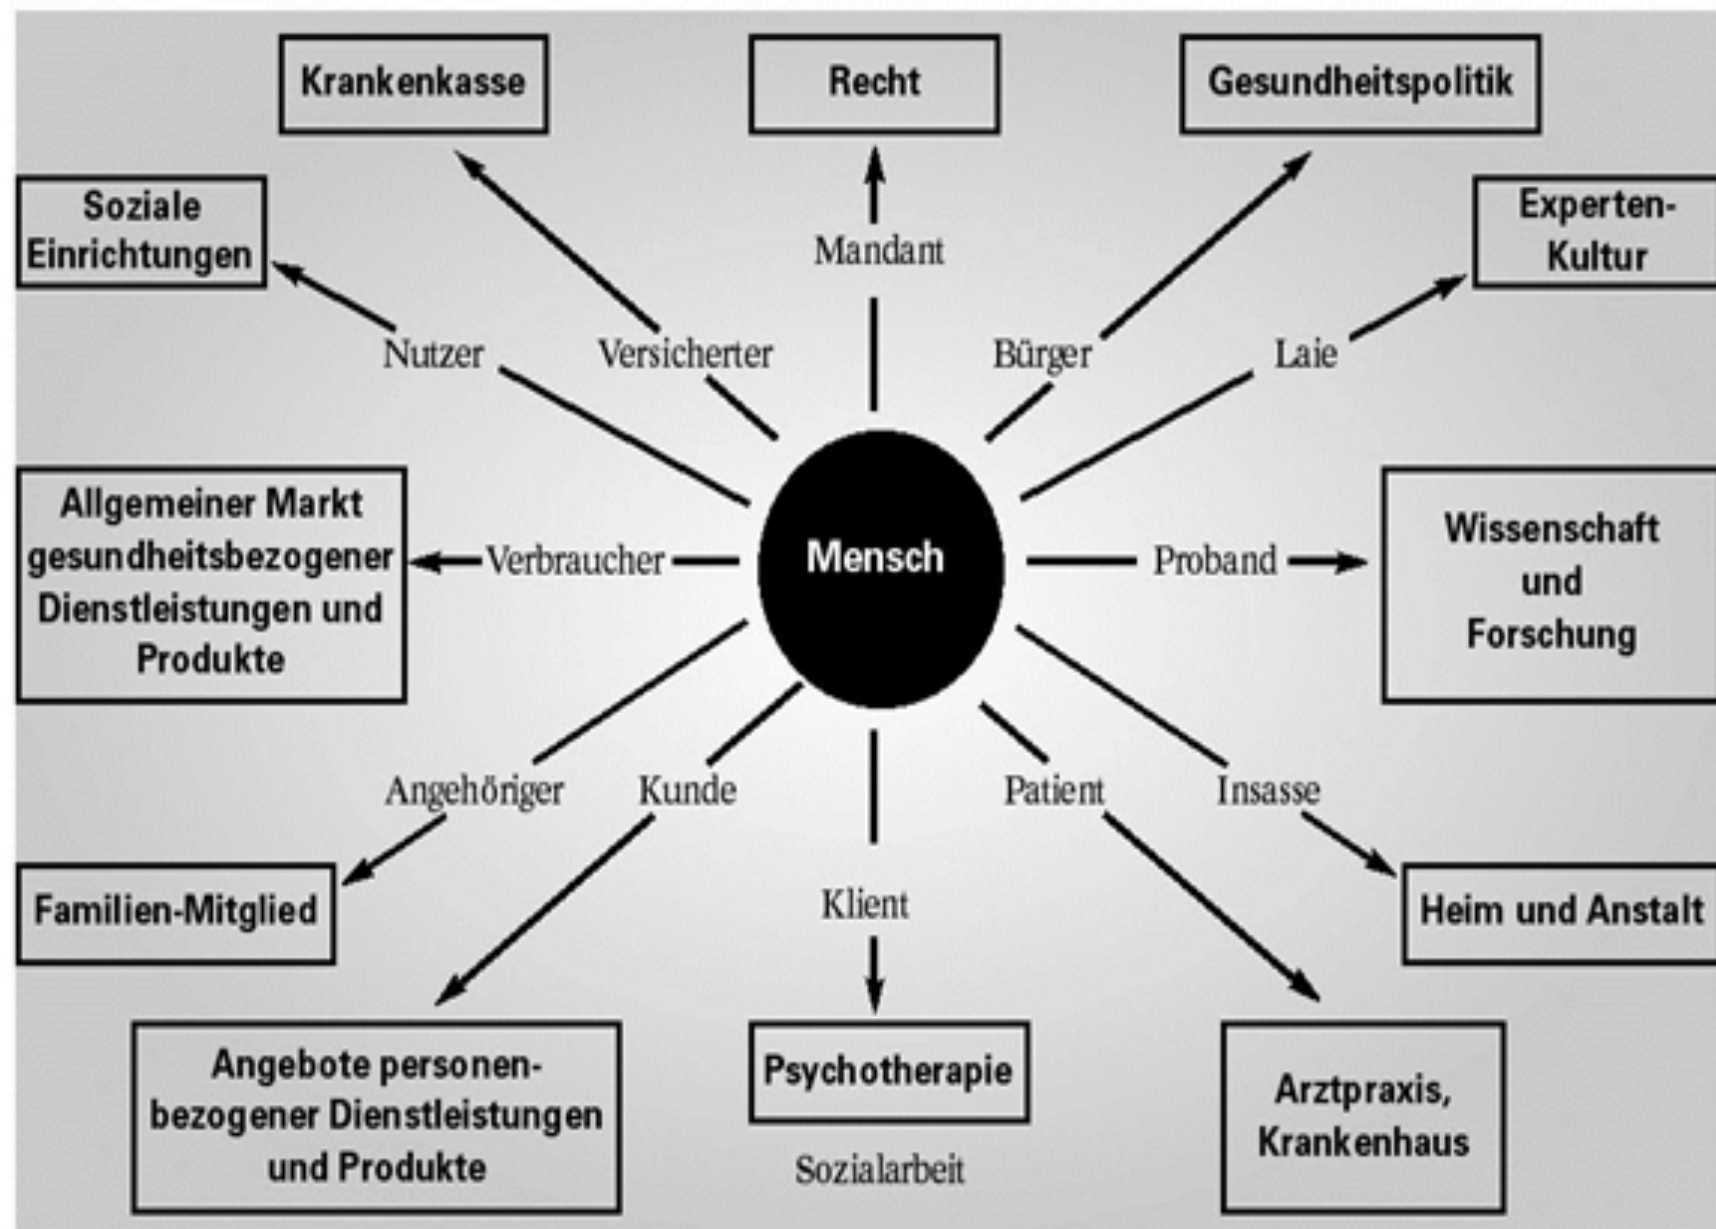 Krankenkasse
Recht
Gesundheitspolitik
Soziale
Einrichtungen
Experten-
Kultur
Mandant
Nutzer
Versicherter
Bürger
Laie
Allgemeiner Markt
gesundheitsbezogener
Dienstleistungen und
Produkte
Verbraucher
Mensch
Proband
Wissenschaft
und
Forschung
Angehöriger
Kunde
Patient
Insasse
Familien-Mitglied
Klient
Heim und Anstalt
Angebote personen-
bezogener Dienstleistungen
und Produkte
Psychotherapie
Sozialarbeit
Arztpraxis,
Krankenhaus